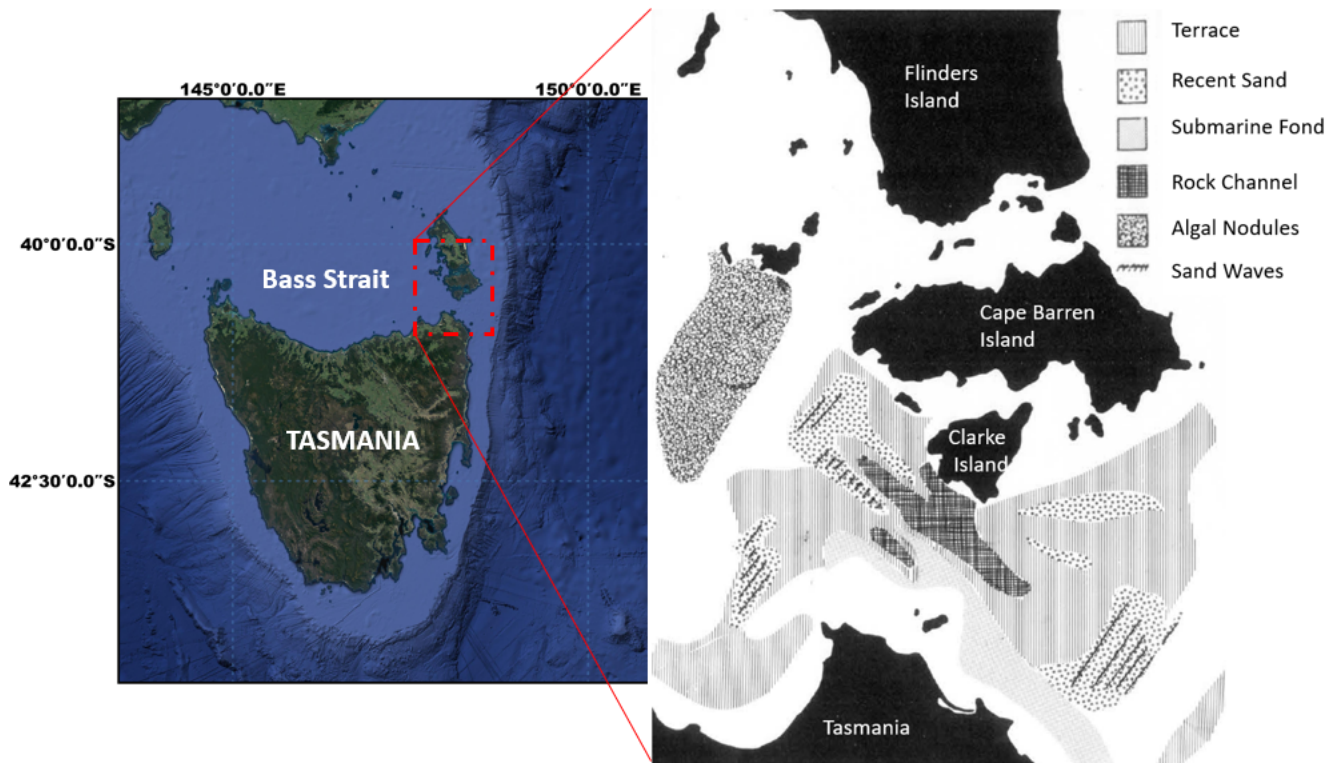 145°0'0.0"E
150°0'0.0"E
40°0'0.0"S
42°30'0.0"S
Bass Strait
TASMANIA
Flinders
Island
Cape Barren
Island
Clarke
Island
Tasmania
Terrace
Recent Sand
Submarine Fond
Rock Channel
Algal Nodules
Sand Waves